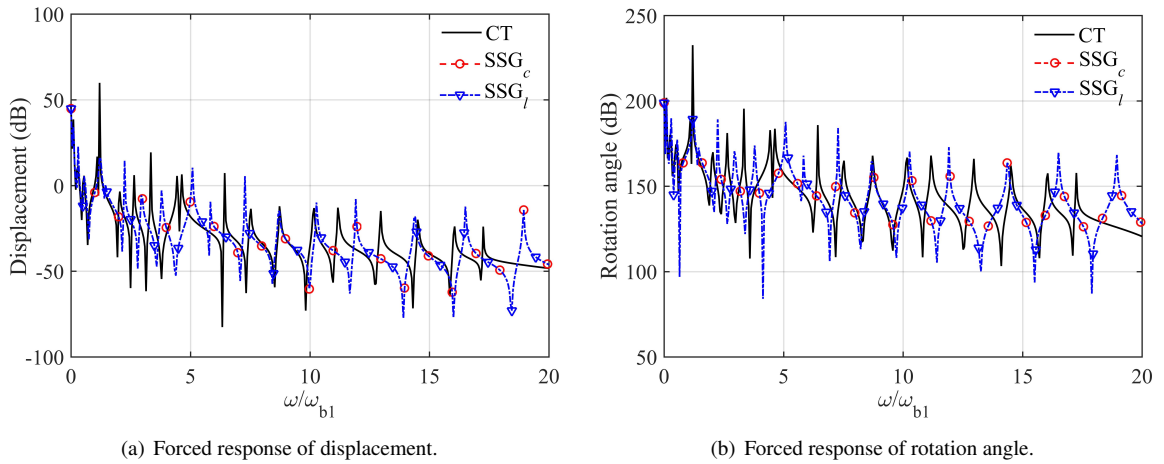 100
50
0
-50
-100
Displacement (dB)
CT
SSG_c
SSG_l
0
5
10
15
20
ω/ω_b1
(a) Forced response of displacement.
250
200
150
100
50
Rotation angle (dB)
CT
SSG_c
SSG_l
0
5
10
15
20
ω/ω_b1
(b) Forced response of rotation angle.